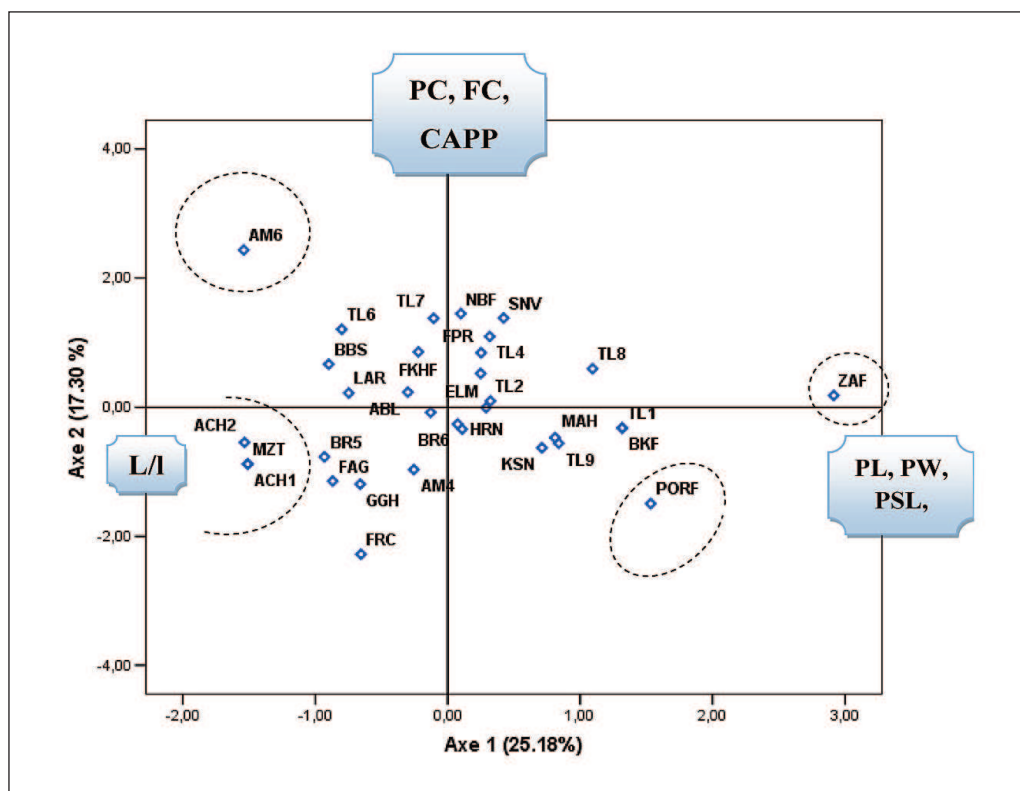 PC, FC,
CAPP
4,00
AM6
2,00
TL7 NBF SNV
TL6
FPR
BBS FKHF TL4 TL8
LAR ELM TL2 ZAF
0,00
ABL
ACH2 BR6 HRN MAH TL1
MZT BR5 BKF
L/l ACH1 FAG KSN TL9
GGH AM4 PORF
PL, PW,
PSL,
-2,00
FRC
-4,00
-2,00 -1,00 0,00 1,00 2,00 3,00
Axe 1 (25.18%)
Axe 2 (17.30 %)